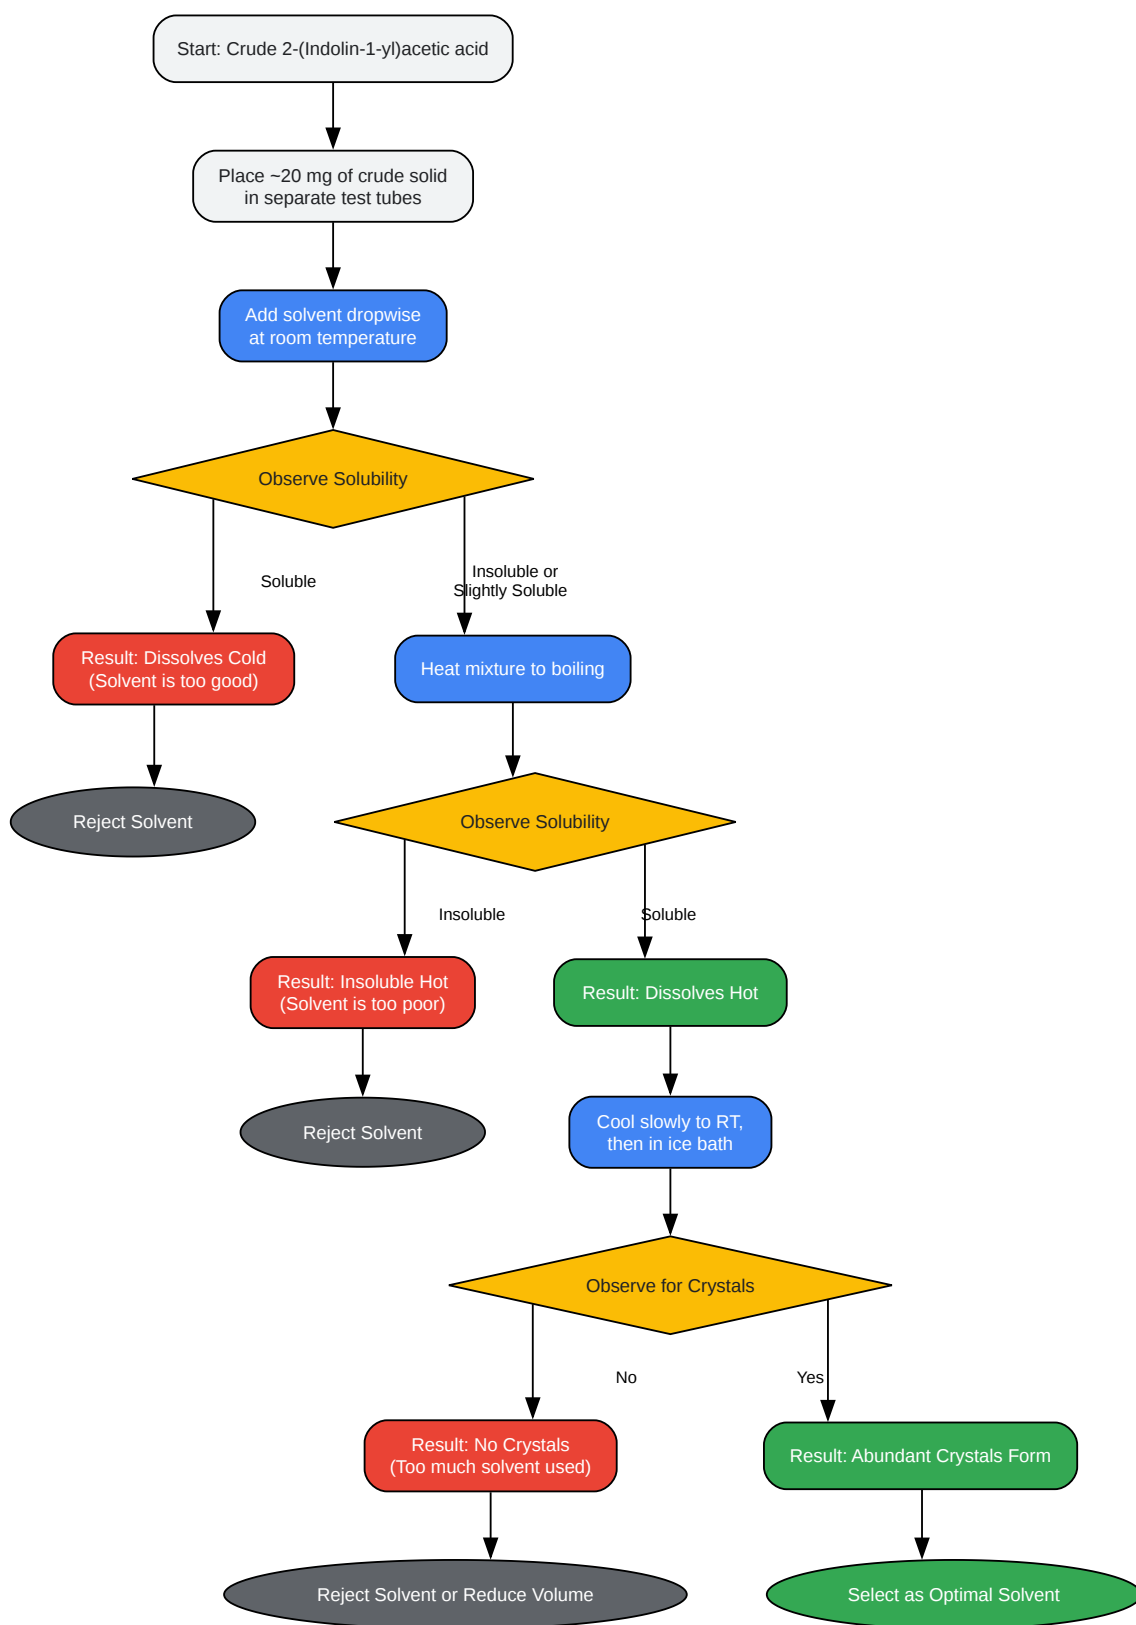 Start: Crude 2-(Indolin-1-yl)acetic acid
Place ~20 mg of crude solid
in separate test tubes
Add solvent dropwise
at room temperature
Observe Solubility
Soluble
Insoluble or
Slightly Soluble
Result: Dissolves Cold
(Solvent is too good)
Heat mixture to boiling
Reject Solvent
Observe Solubility
Insoluble
Soluble
Result: Insoluble Hot
(Solvent is too poor)
Result: Dissolves Hot
Reject Solvent
Cool slowly to RT,
then in ice bath
Observe for Crystals
No
Yes
Result: No Crystals
(Too much solvent used)
Result: Abundant Crystals Form
Reject Solvent or Reduce Volume
Select as Optimal Solvent